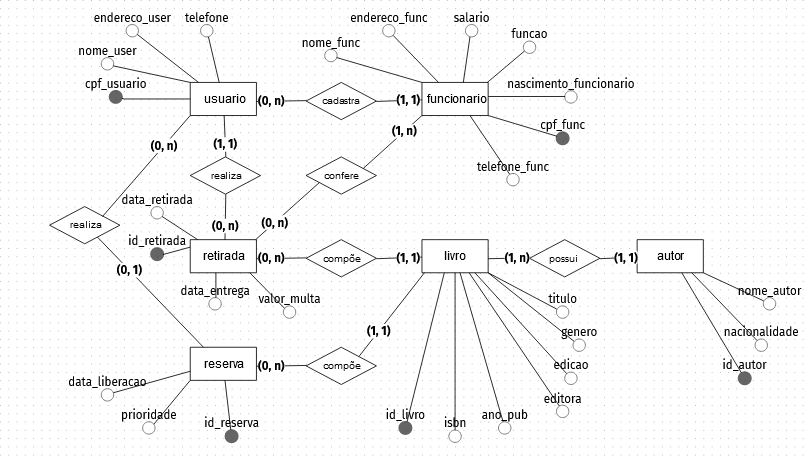 endereco_user
telefone
endereco_func
salario
nome_user
nome_func
funcao
cpf_usuario
nascimento_funcionario
usuario
(0, n)
cadastra
(1, 1)
funcionario
cpf_func
(0, n)
(1, 1)
(1, n)
telefone_func
realiza
confere
data_retirada
realiza
(0, n)
(0, n)
id_retirada
retirada
(0, n)
compõe
(1, 1)
livro
(1, n)
possui
(1, 1)
autor
(0, 1)
data_entrega
valor_multa
titulo
nome_autor
(1, 1)
genero
nacionalidade
reserva
(0, n)
compõe
edicao
id_autor
data_liberacao
editora
prioridade
id_reserva
id_livro
isbn
ano_pub